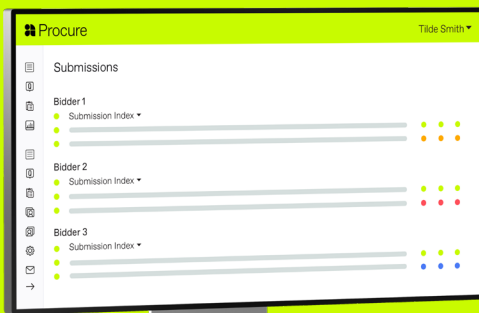 Procure
Tilde Smith
Submissions
Bidder 1
Submission Index
Bidder 2
Submission Index
Bidder 3
Submission Index